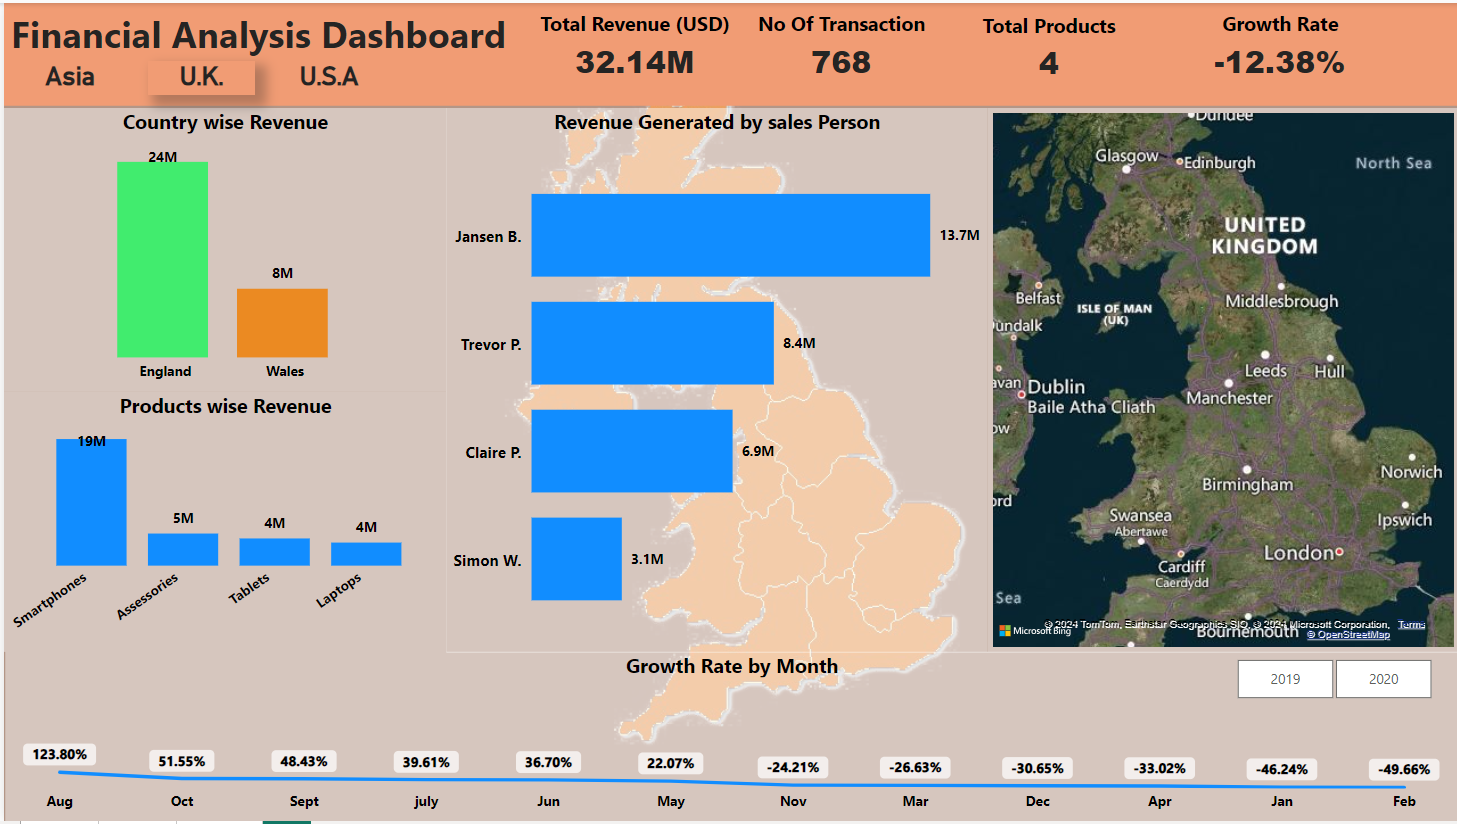 Financial Analysis Dashboard
Asia
U.K.
U.S.A
Total Revenue (USD)
32.14M
No Of Transaction
768
Total Products
4
Growth Rate
-12.38%
Country wise Revenue
24M
8M
England
Wales
Products wise Revenue
19M
5M
4M
4M
Smartphones
Assessories
Tablets
Laptops
Revenue Generated by sales Person
Jansen B.
13.7M
Trevor P.
8.4M
Claire P.
6.9M
Simon W.
3.1M
Dundee
Glasgow
Edinburgh
North Sea
UNITED
KINGDOM
Belfast
ISLE OF MAN
(UK)
Middlesbrough
undalk
Leeds
Hull
avan
Dublin
Baile Atha Cliath
Manchester
ow
Norwich
Birmingham
rd
Swansea
Abertawe
Ipswich
London
Cardiff
Caerdydd
Sea
Bournemouth
Microsoft Bing
© 2024 TomTom, Earthstar Geographics SIO, © 2024 Microsoft Corporation, Terms
© OpenStreetMap
Growth Rate by Month
2019
2020
123.80%
51.55%
48.43%
39.61%
36.70%
22.07%
-24.21%
-26.63%
-30.65%
-33.02%
-46.24%
-49.66%
Aug
Oct
Sept
july
Jun
May
Nov
Mar
Dec
Apr
Jan
Feb